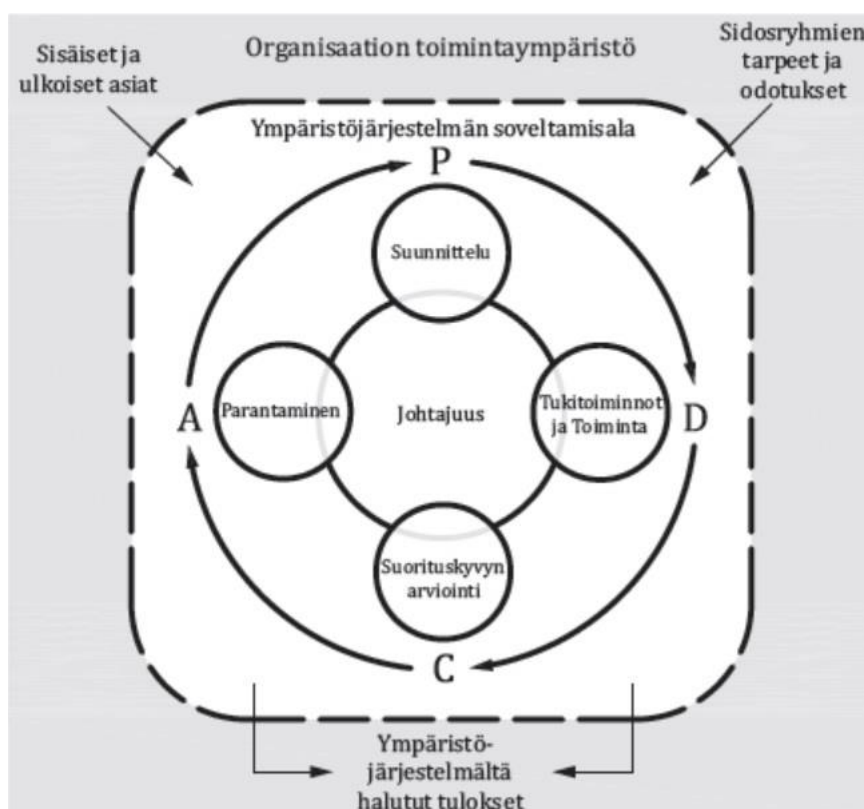 Sisäiset ja
ulkoiset asiat
Organisaation toimintaympäristö
Sidosryhmien
tarpeet ja
odotukset
Ympäristöjärjestelmän soveltamisala
P
Suunnittelu
A
Parantaminen
Johtajuus
Tukitoiminnot
ja Toiminta
D
Suorituskyvyn
arviointi
C
Ympäristö-
järjestelmältä
halutut tulokset